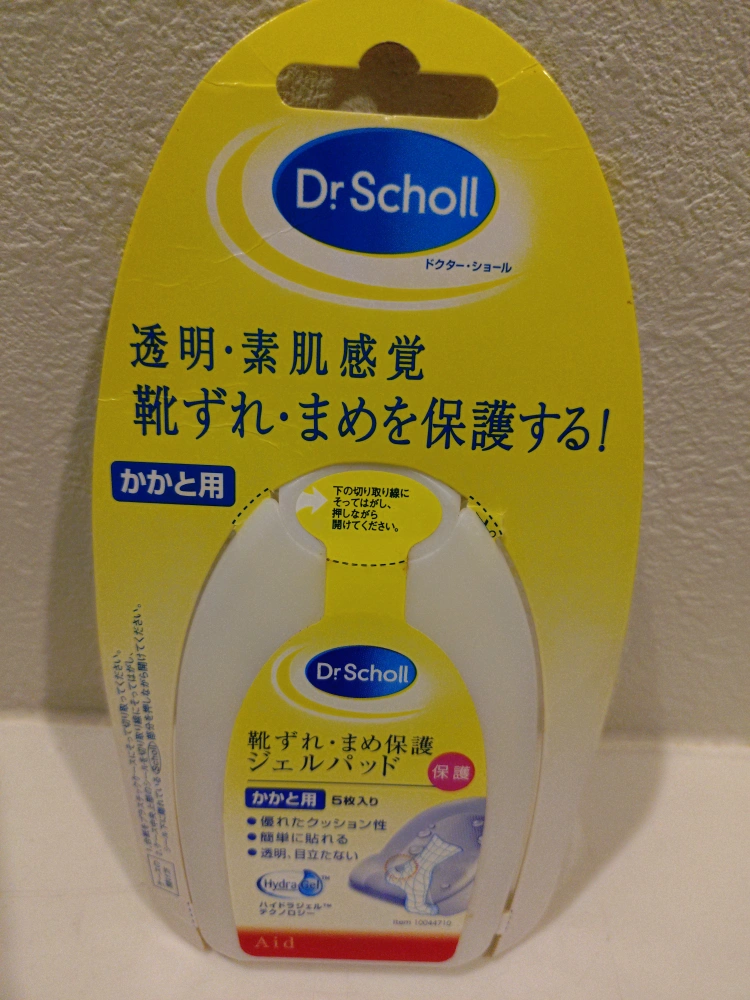 Dr.Scholl
ドクター・ショール
透明・素肌感覚
靴ずれ・まめを保護する!
かかと用
下の切り取り線に
そってはがし、
押しながら
開けてください。
Dr.Scholl
靴ずれ・まめ保護
ジェルパッド
保護
かかと用 5枚入り
●優れたクッション性
●簡単に貼れる
●透明、目立たない
HydraGel™
ハイドラジェル™
テクノロジー
Item 10044710
Aid